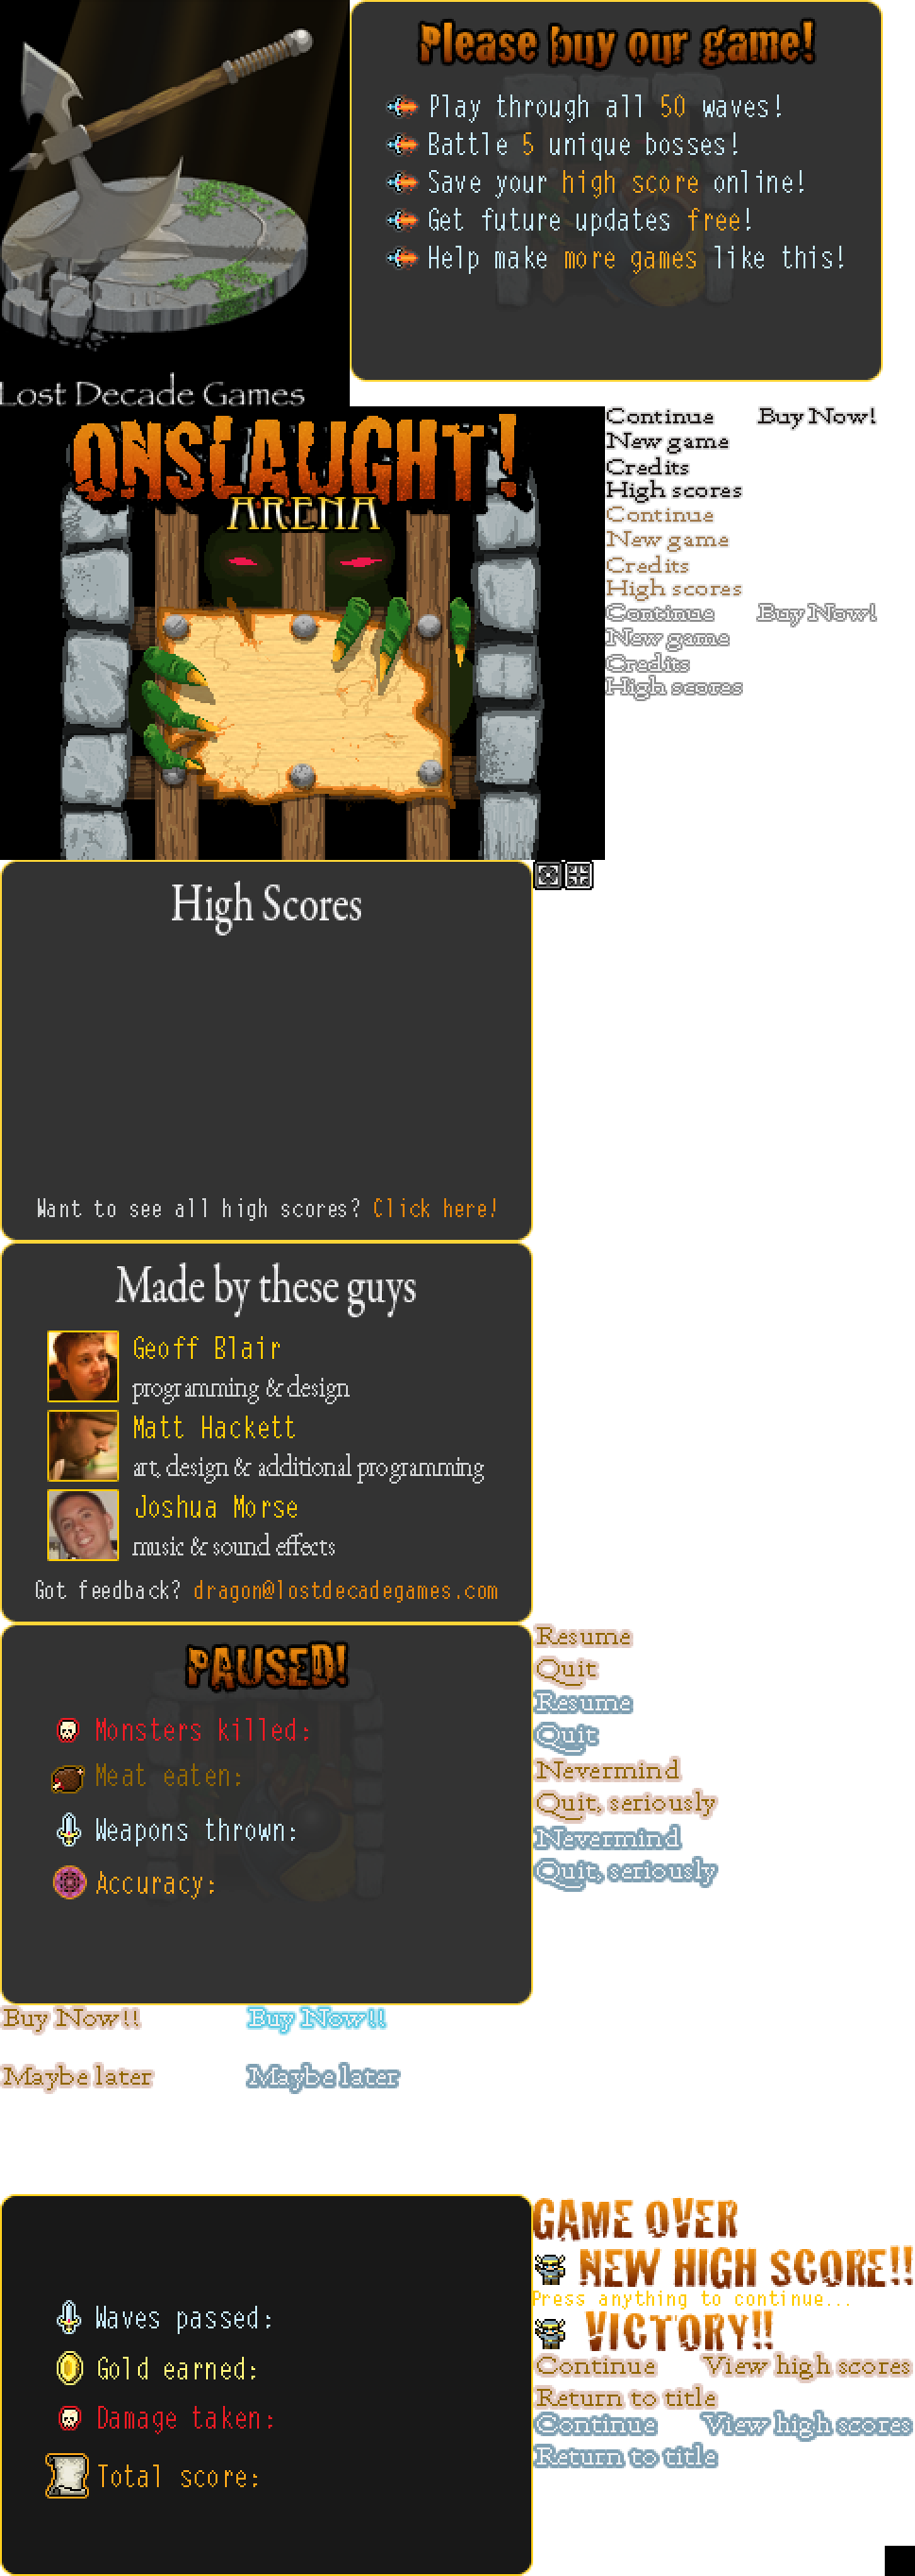 Lost Decade Games
Please buy our game!
Play through all 50 waves!
Battle 5 unique bosses!
Save your high score online!
Get future updates free!
Help make more games like this!
ONSLAUGHT!
ARENA
Continue Buy Now!
New game
Credits
High scores
Continue
New game
Credits
High scores
Continue Buy Now!
New game
Credits
High scores
High Scores
Want to see all high scores? Click here!
Made by these guys
Geoff Blair
programming & design
Matt Hackett
art, design & additional programming
Joshua Morse
music & sound effects
Got feedback? dragon@lostdecadegames.com
PAUSED!
Monsters killed:
Meat eaten:
Weapons thrown:
Accuracy:
Resume
Quit
Resume
Quit
Nevermind
Quit, seriously
Nevermind
Quit, seriously
Buy Now!! Buy Now!!
Maybe later Maybe later
Waves passed:
Gold earned:
Damage taken:
Total score:
GAME OVER
NEW HIGH SCORE!!
Press anything to continue...
VICTORY!!
Continue View high scores
Return to title
Continue View high scores
Return to title